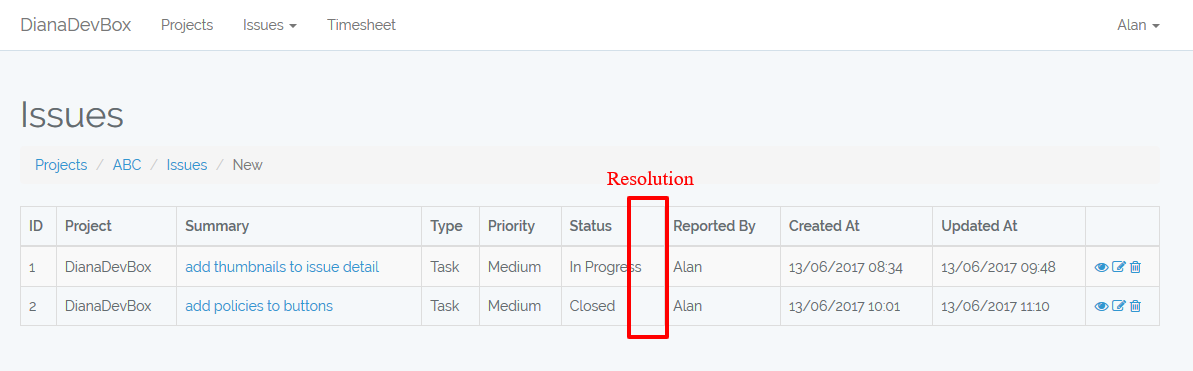 DianaDevBox Projects Issues Timesheet Alan
Issues
Projects / ABC / Issues / New
Resolution
ID Project Summary Type Priority Status Reported By Created At Updated At
1 DianaDevBox add thumbnails to issue detail Task Medium In Progress Alan 13/06/2017 08:34 13/06/2017 09:48
2 DianaDevBox add policies to buttons Task Medium Closed Alan 13/06/2017 10:01 13/06/2017 11:10